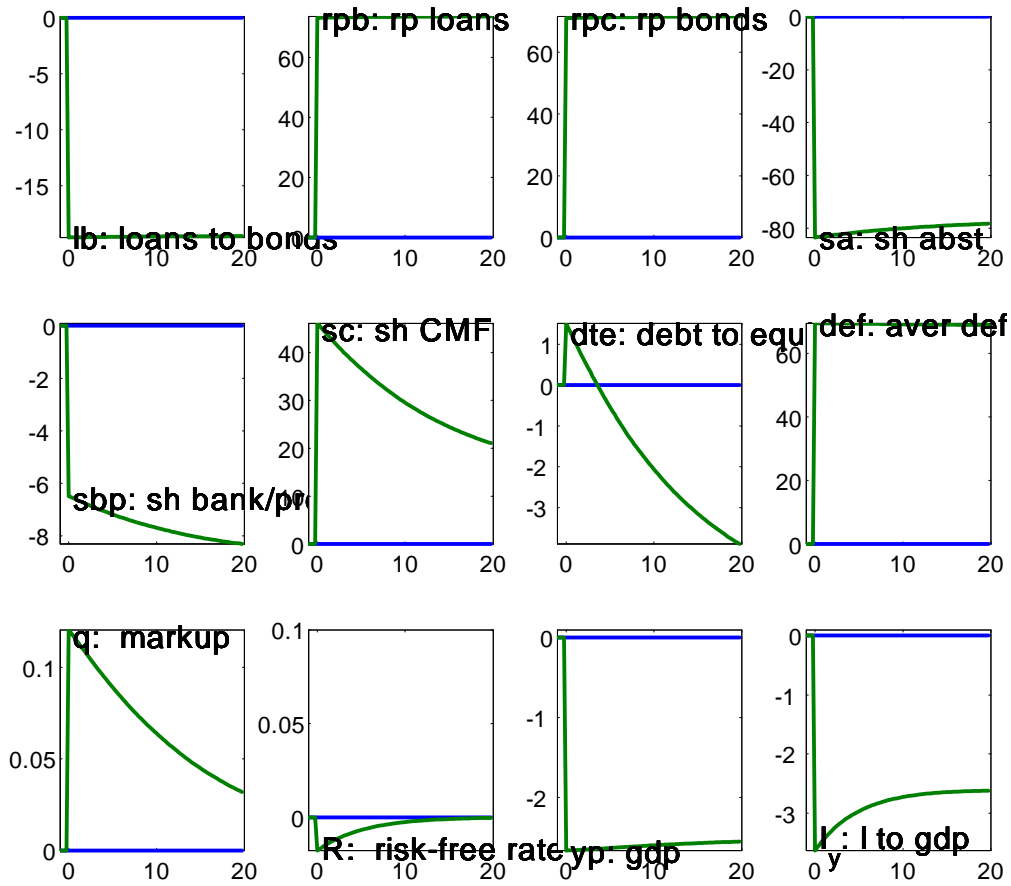 0
-5
-10
-15
0 10 20
lb: loans to bonds
60
40
20
0
0 10 20
rpb: rp loans
60
40
20
0
0 10 20
rpc: rp bonds
0
-20
-40
-60
-80
0 10 20
sa: sh abst
0
-2
-4
-6
-8
0 10 20
sbp: sh bank/pro
40
30
20
10
0
0 10 20
sc: sh CMF
1
0
-1
-2
-3
0 10 20
dte: debt to equ
60
40
20
0
0 10 20
def: aver def
0.1
0.05
0
0 10 20
q: markup
0.1
0.05
0
0 10 20
R: risk-free rate
0
-1
-2
0 10 20
yp: gdp
0
-1
-2
-3
0 10 20
I_y: I to gdp